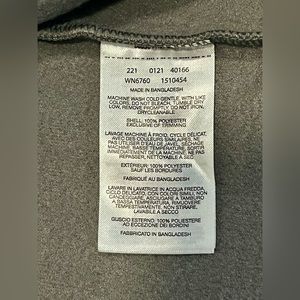 221 0121 40166
WN6760 1510454
MADE IN BANGLADESH
MACHINE WASH COLD GENTLE, WITH LIKE
COLORS, DO NOT BLEACH, TUMBLE DRY
LOW, REMOVE PROMPTLY, DO NOT IRON,
DRYCLEANABLE
SHELL: 100% POLYESTER
EXCLUSIVE OF TRIMMING
LAVAGE MACHINE À FROID, CYCLE DÉLICAT,
AVEC DES COULEURS SIMILAIRES, NE
PAS UTILISER D'EAU DE JAVEL, SÉCHAGE
MACHINE BASSE TEMPÉRATURE, SORTIR
IMMÉDIATEMENT, NE PAS REPASSER,
NETTOYABLE À SEC
EXTÉRIEUR: 100% POLYESTER
SAUF LES BORDURES
FABRIQUÉ AU BANGLADESH
LAVARE IN LAVATRICE IN ACQUA FREDDA,
CICLO DELICATO, CON COLORI SIMILI, NON
CANDEGGIARE, ASCIUGARE A TAMBURO
A BASSA TEMPERATURA, RIMUOVERE
TEMPESTIVAMENTE, NON STIRARE,
LAVABILE A SECCO
GUSCIO ESTERNO: 100% POLIESTERE
AD ECCEZIONE DEI BORDINI
FABBRICATO IN BANGLADESH